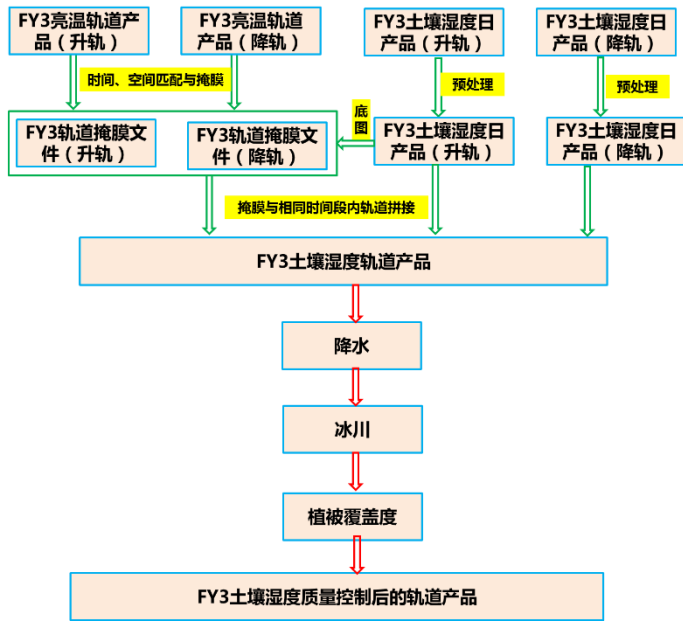 FY3亮温轨道产
品（升轨）
FY3亮温轨道
产品（降轨）
FY3土壤湿度日
产品（升轨）
FY3土壤湿度日
产品（降轨）
时间、空间匹配与掩膜
预处理
预处理
FY3轨道掩膜文
件（升轨）
FY3轨道掩膜文
件（降轨）
底
图
FY3土壤湿度日
产品（升轨）
FY3土壤湿度日
产品（降轨）
掩膜与相同时间段内轨道拼接
FY3土壤湿度轨道产品
降水
冰川
植被覆盖度
FY3土壤湿度质量控制后的轨道产品